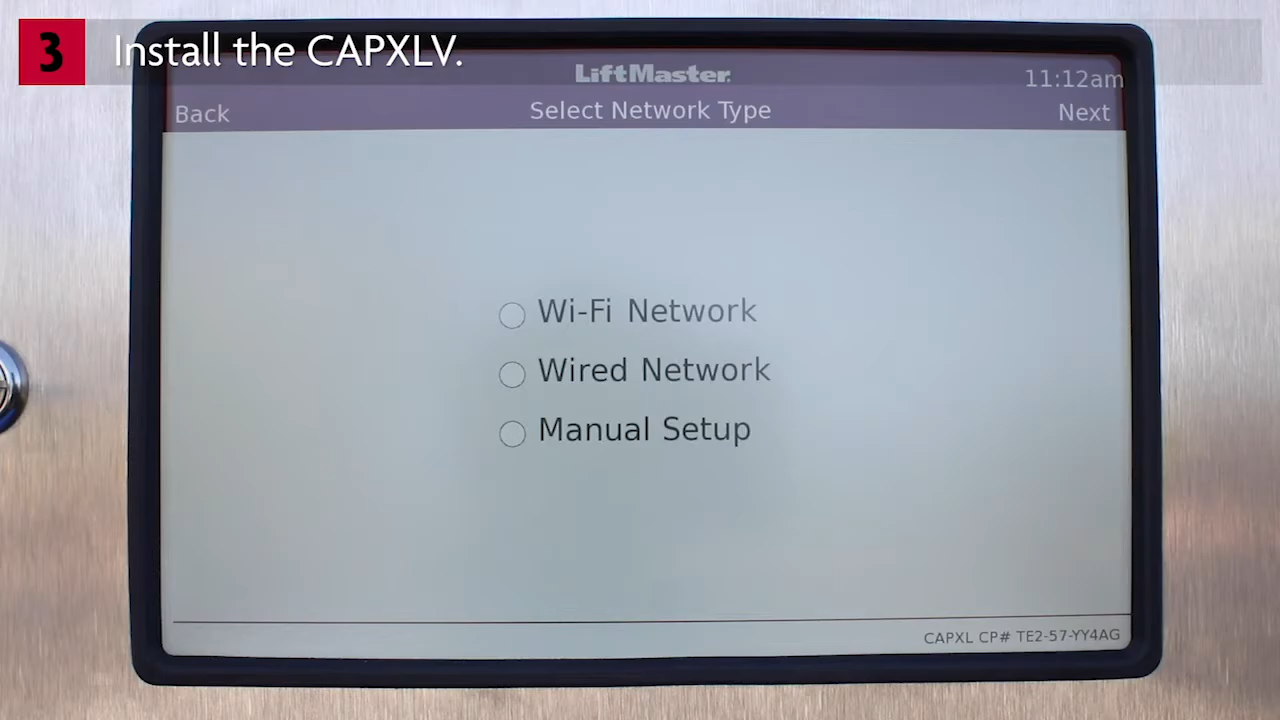 3 Install the CAPXLV.
LiftMaster.
11:12am
Back
Select Network Type
Next
Wi-Fi Network
Wired Network
Manual Setup
CAPXL CP# TE2-57-YY4AG